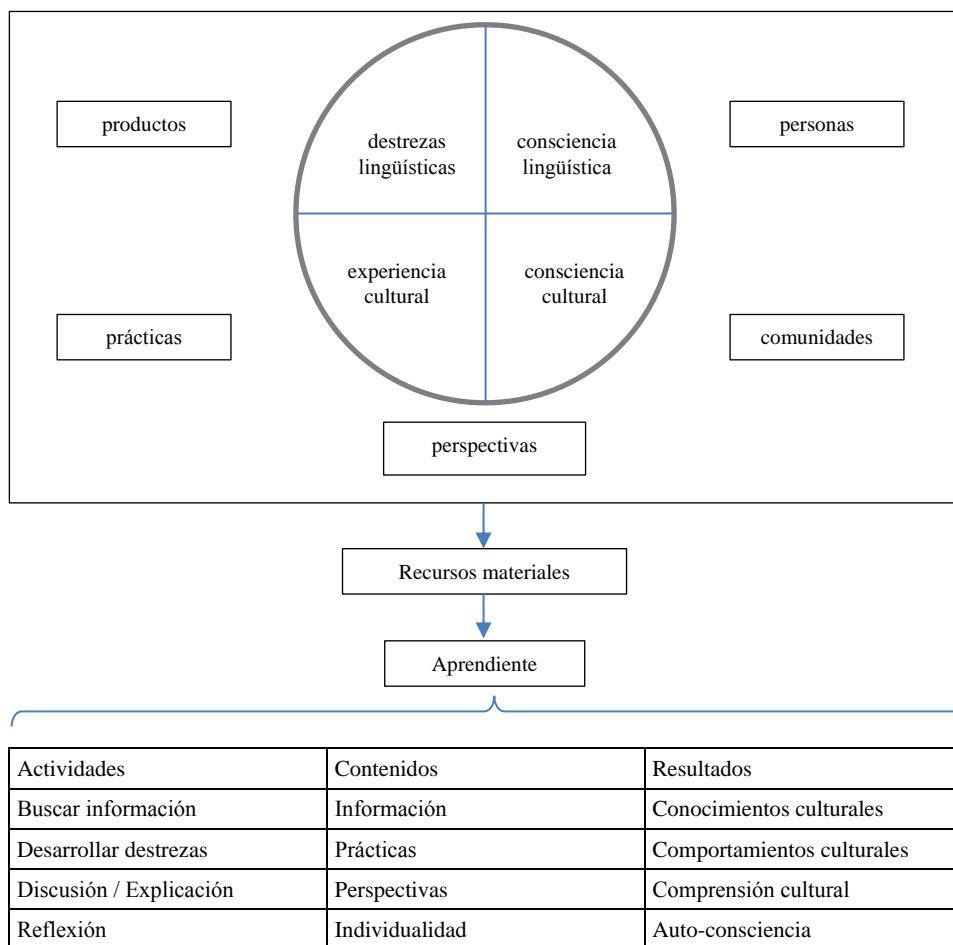 productos
personas
destrezas
lingüísticas
consciencia
lingüística
experiencia
cultural
consciencia
cultural
prácticas
comunidades
perspectivas
Recursos materiales
Aprendiente
Actividades
Contenidos
Resultados
Buscar información
Información
Conocimientos culturales
Desarrollar destrezas
Prácticas
Comportamientos culturales
Discusión / Explicación
Perspectivas
Comprensión cultural
Reflexión
Individualidad
Auto-consciencia